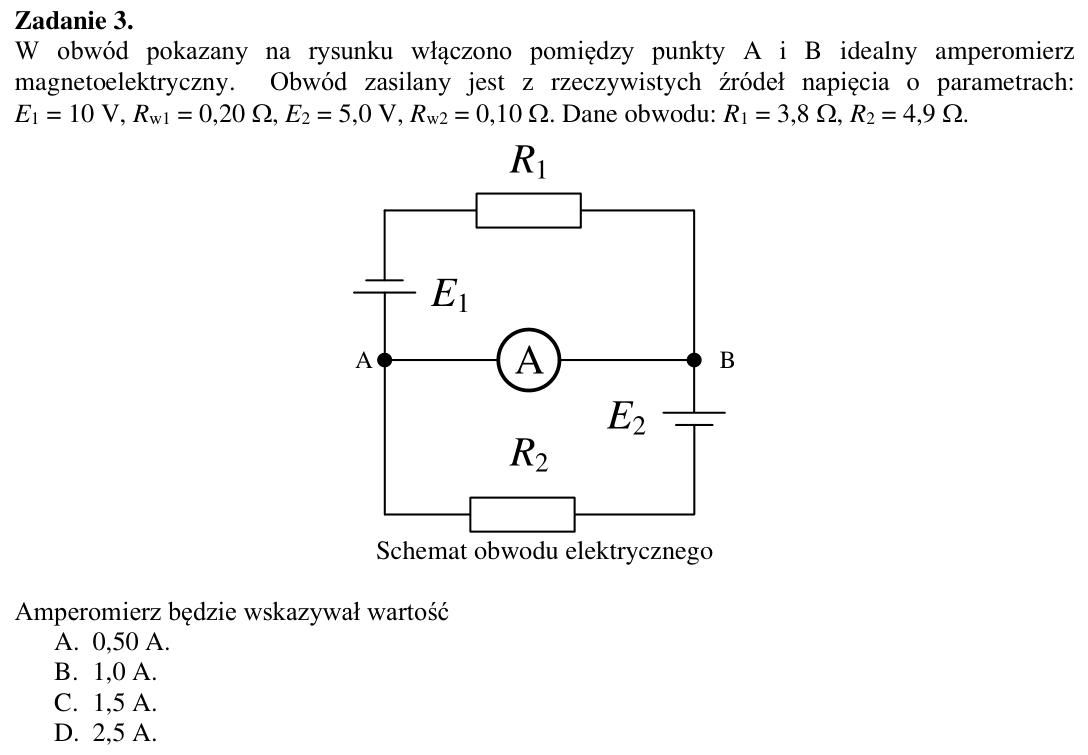 Zadanie 3.
W obwód pokazany na rysunku włączono pomiędzy punkty A i B idealny amperomierz
magnetoelektryczny. Obwód zasilany jest z rzeczywistych źródeł napięcia o parametrach:
E1 = 10 V, Rw1 = 0,20 Ω, E2 = 5,0 V, Rw2 = 0,10 Ω. Dane obwodu: R1 = 3,8 Ω, R2 = 4,9 Ω.
R1
E1
A A B
E2
R2
Schemat obwodu elektrycznego
Amperomierz będzie wskazywał wartość
A. 0,50 A.
B. 1,0 A.
C. 1,5 A.
D. 2,5 A.